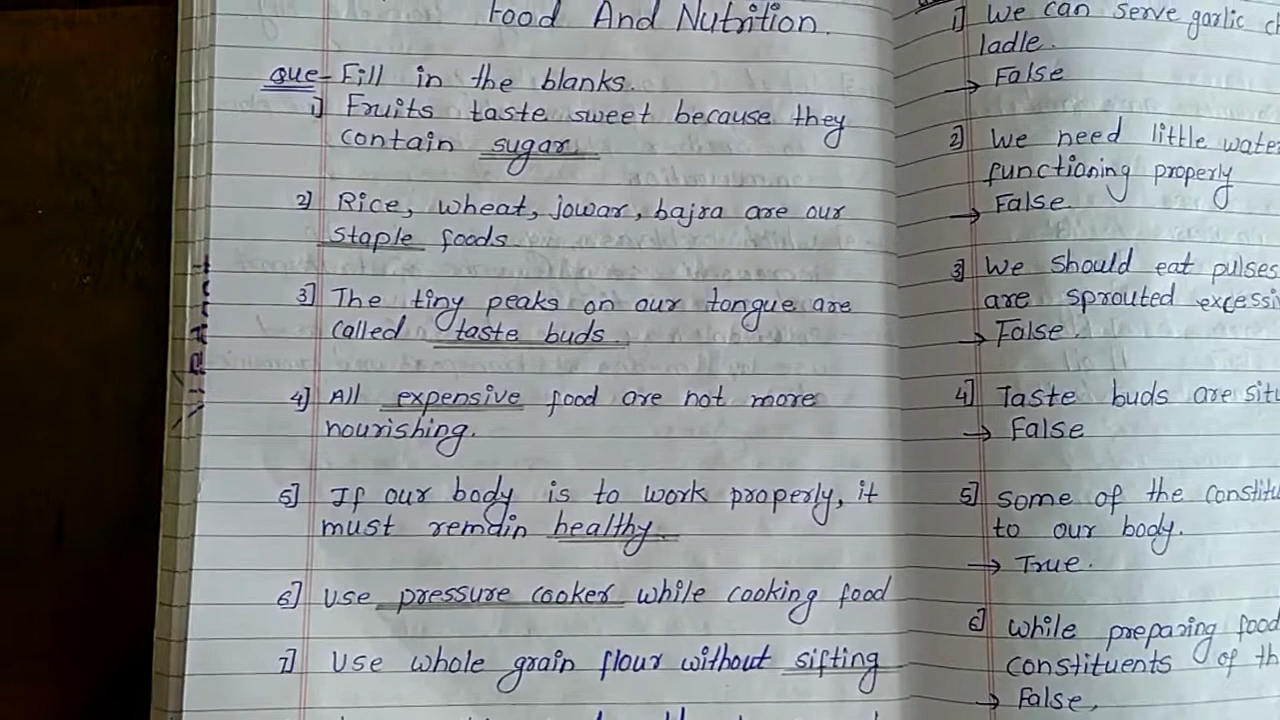 Food And Nutrition.
Que- Fill in the blanks.
1] Fruits taste sweet because they
contain sugar.
2] Rice, wheat, jowar, bajra are our
staple foods
3] The tiny peaks on our tongue are
called taste buds.
4] All expensive food are not more
nourishing.
5] If our body is to work properly, it
must remain healthy.
6] Use pressure cooker while cooking food
7] Use whole grain flour without sifting
1] We can serve garlic
ladle.
→ False
2] We need little
functioning properly
→ False
3] We should eat pulses
are sprouted
→ False.
4] Taste buds are
→ False
5] Some of the
to our body.
→ True.
6] while preparing food
constituents of
→ False,